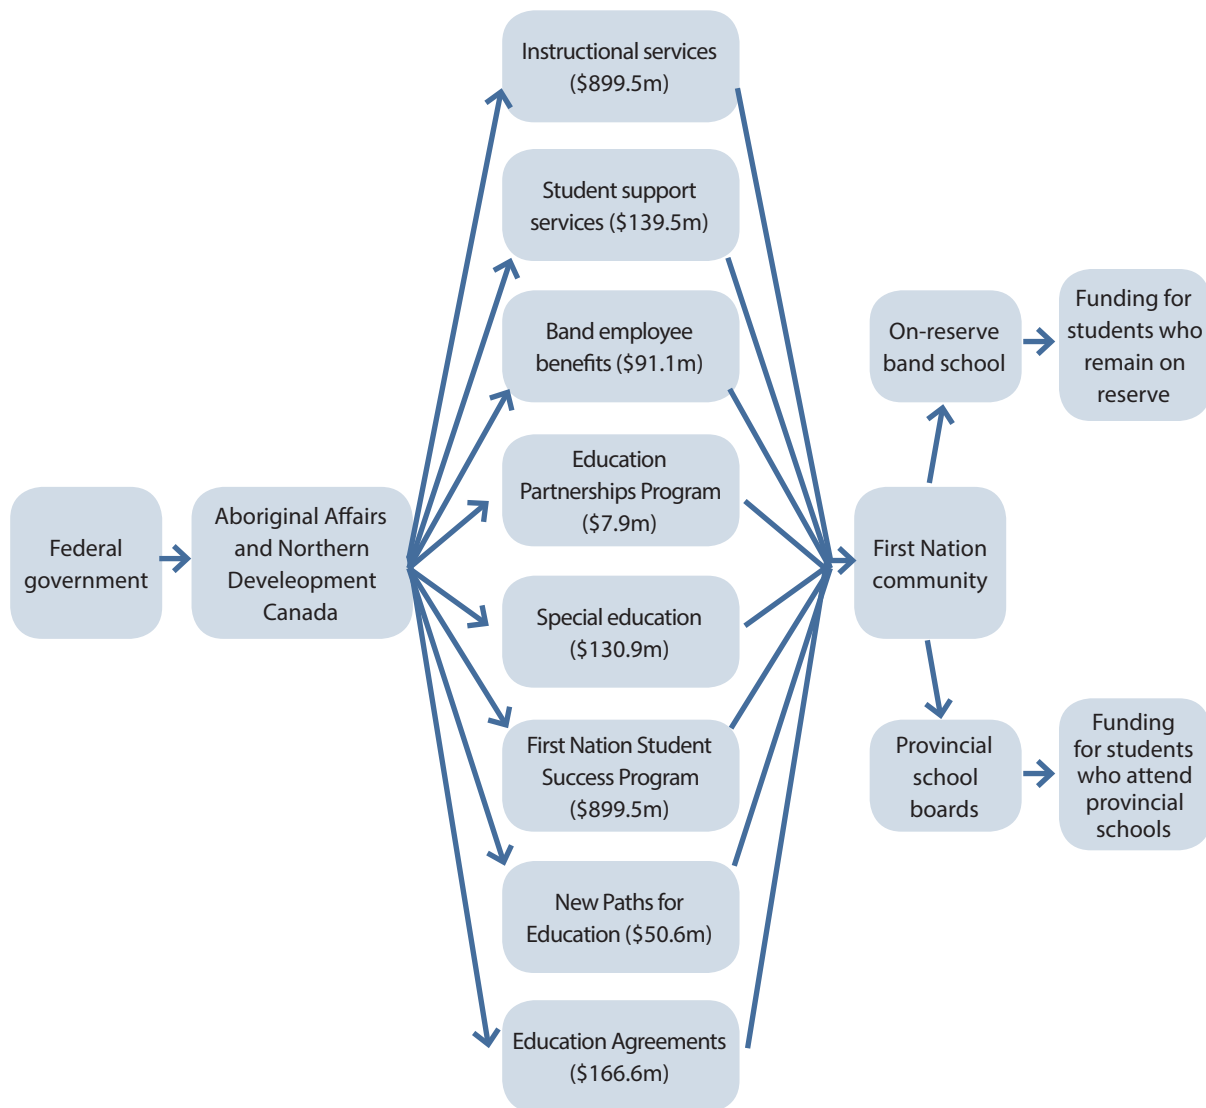 Federal
government
Aboriginal Affairs
and Northern
Develeopment
Canada
Instructional services
($899.5m)
Student support
services ($139.5m)
Band employee
benefits ($91.1m)
Education
Partnerships Program
($7.9m)
Special education
($130.9m)
First Nation Student
Success Program
($899.5m)
New Paths for
Education ($50.6m)
Education Agreements
($166.6m)
First Nation
community
On-reserve
band school
Funding for
students who
remain on
reserve
Provincial
school
boards
Funding
for students
who attend
provincial
schools